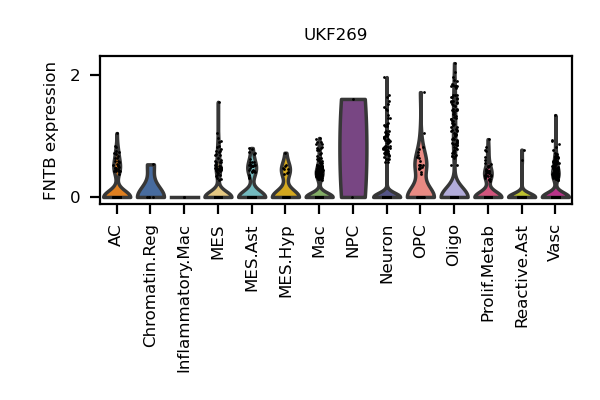 UKF269
FNTB expression
2
0
AC
Chromatin.Reg
Inflammatory.Mac
MES
MES.Ast
MES.Hyp
Mac
NPC
Neuron
OPC
Oligo
Prolif.Metab
Reactive.Ast
Vasc